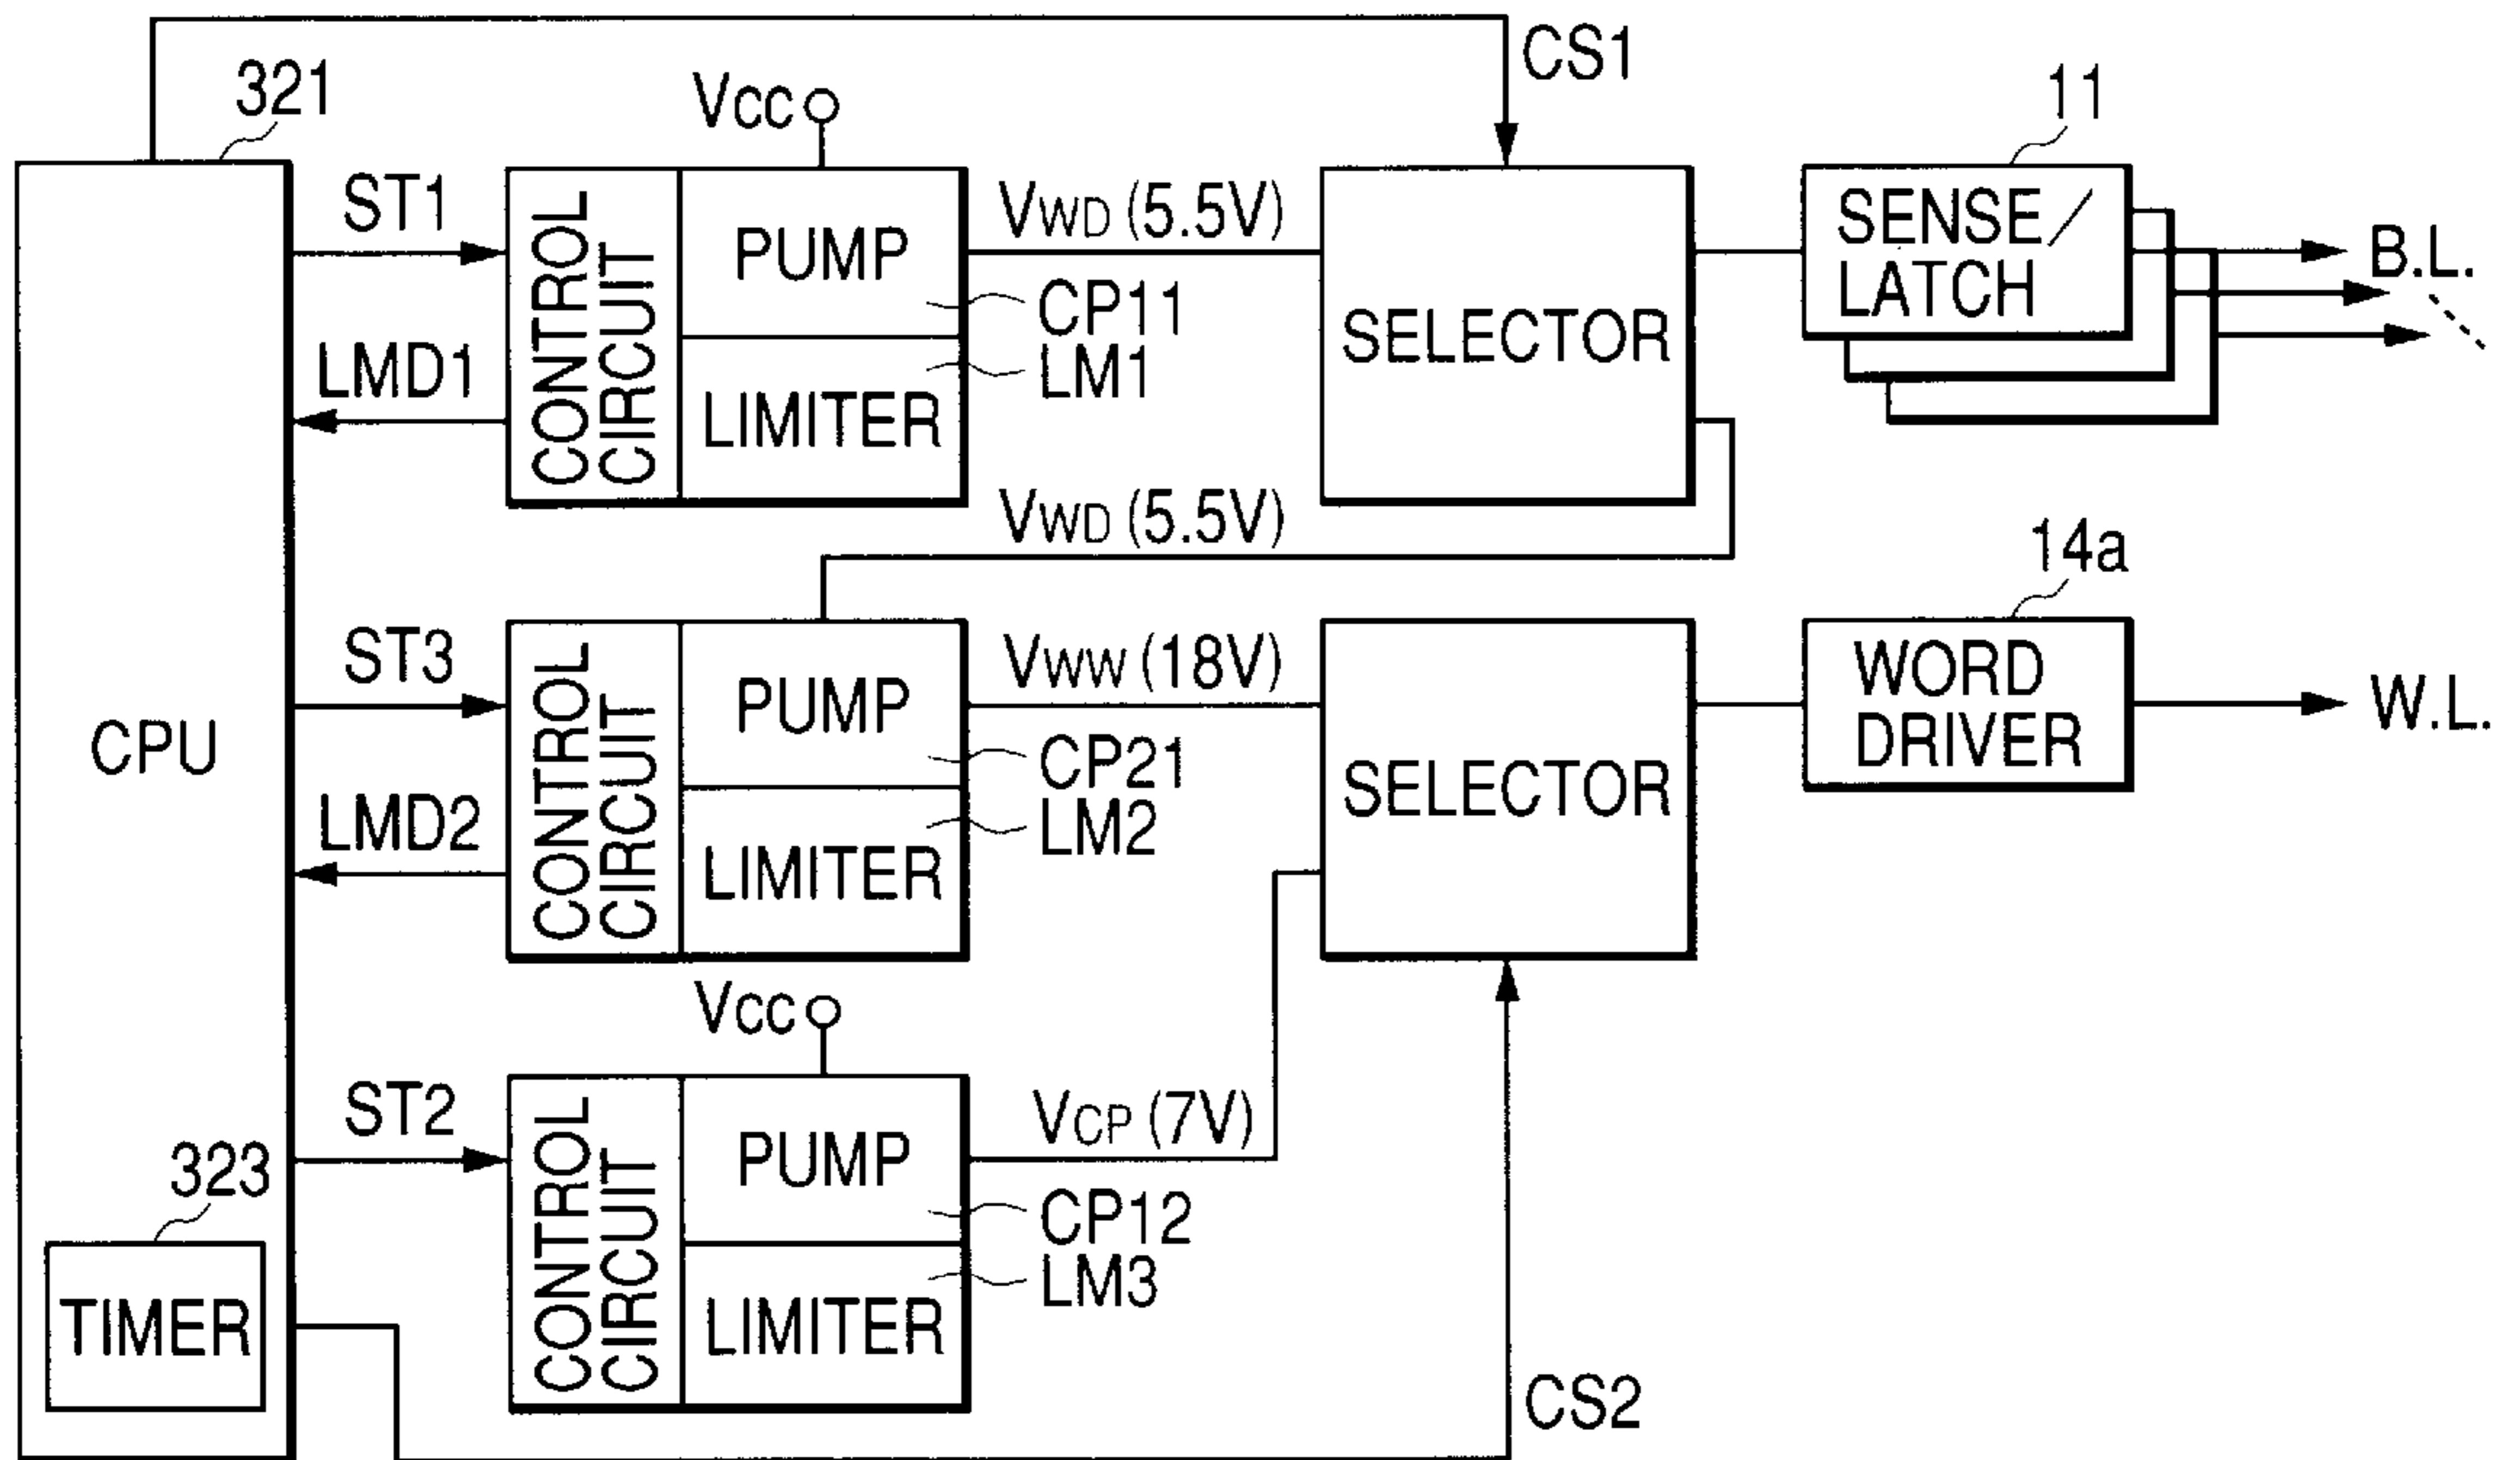 CS1
321
VCC
11
ST1
CONTROL
CIRCUIT
PUMP
VWD (5.5V)
SENSE/
LATCH
B.L.
CP11
LM1
SELECTOR
LMD1
LIMITER
VWD (5.5V)
14a
ST3
CONTROL
CIRCUIT
PUMP
VWW (18V)
WORD
DRIVER
W.L.
CPU
CP21
LM2
SELECTOR
LMD2
LIMITER
VCC
ST2
CONTROL
CIRCUIT
PUMP
VCP (7V)
323
CP12
LM3
TIMER
LIMITER
CS2